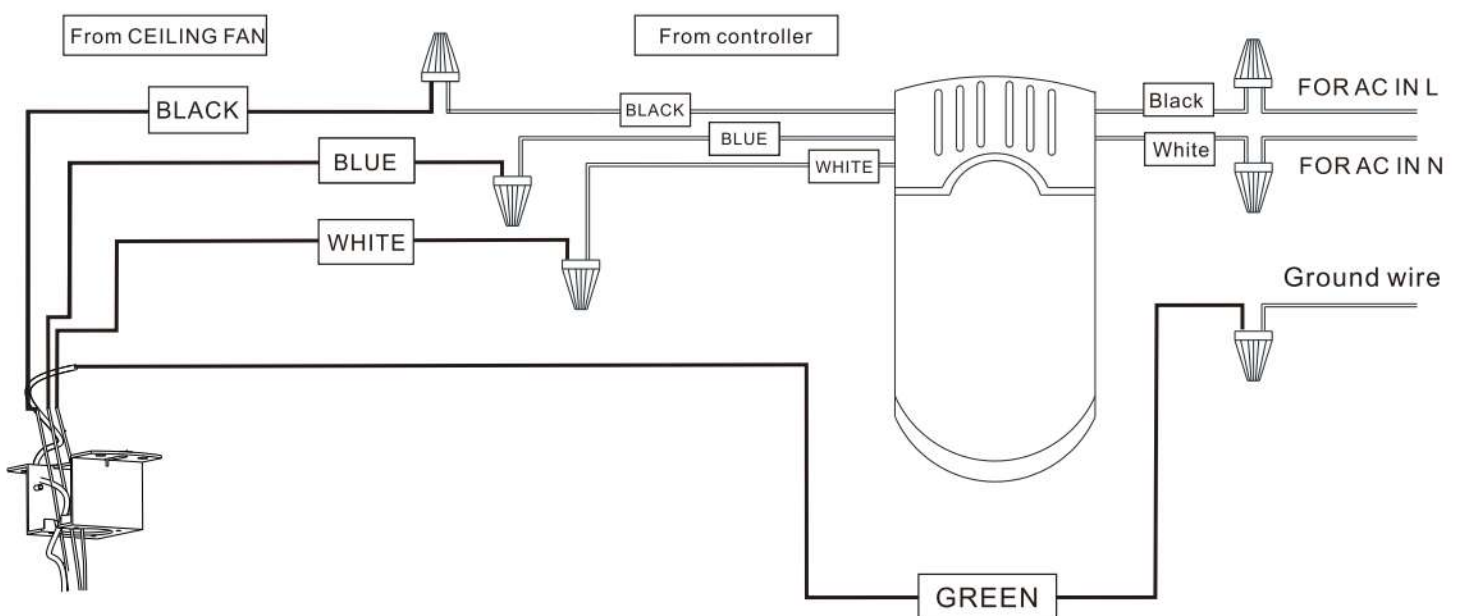 From CEILING FAN
From controller
BLACK
BLACK
Black
FOR AC IN L
BLUE
BLUE
White
FOR AC IN N
WHITE
WHITE
Ground wire
GREEN